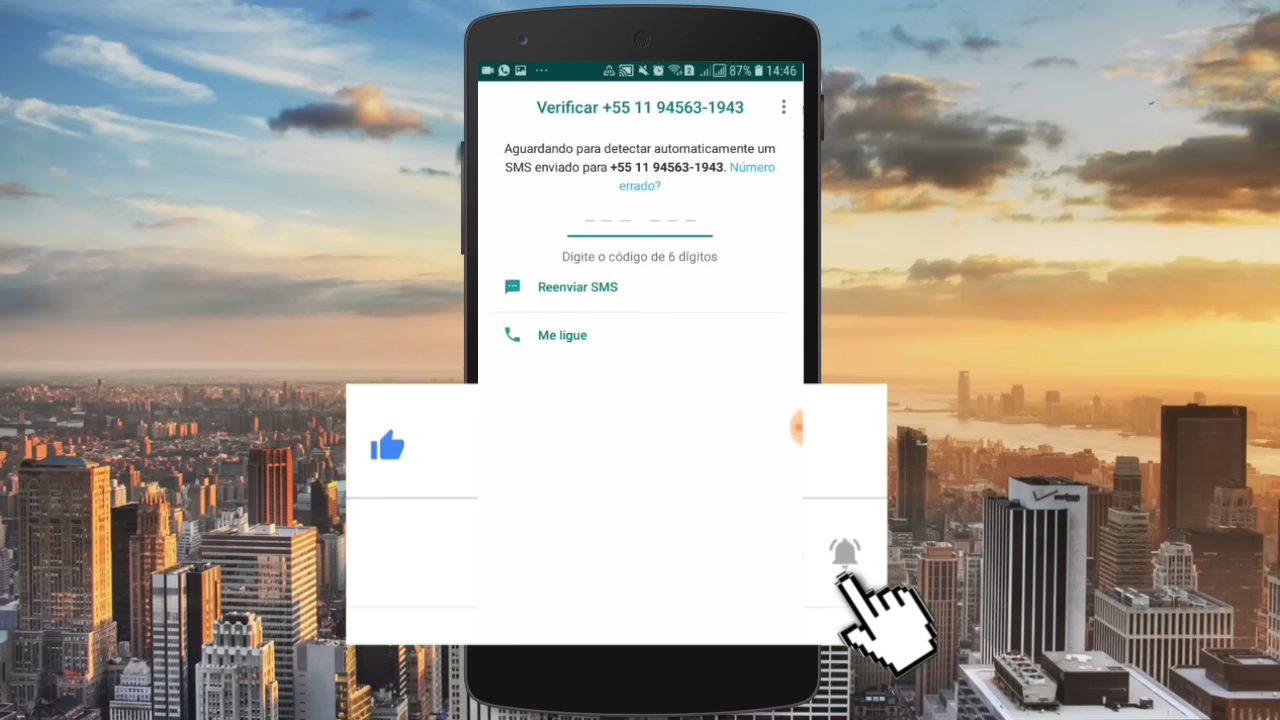 87% 14:46
Verificar +55 11 94563-1943
Aguardando para detectar automaticamente um
SMS enviado para +55 11 94563-1943. Número
errado?
Digite o código de 6 dígitos
Reenviar SMS
Me ligue
verizon